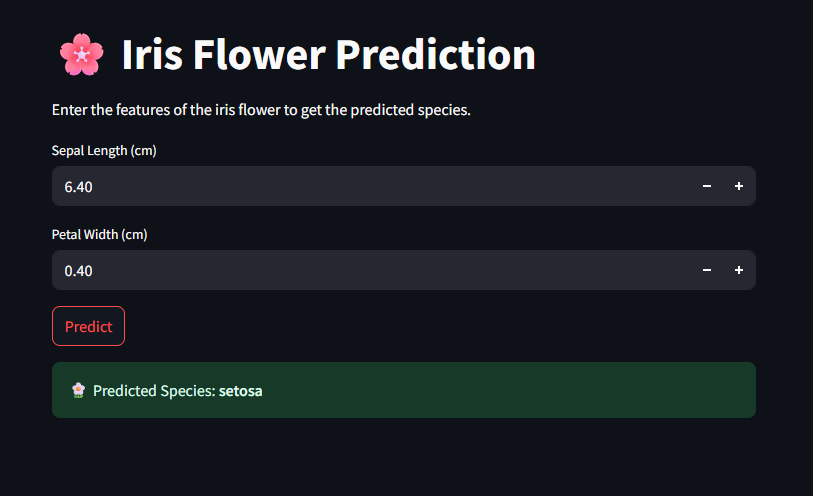 🌸 Iris Flower Prediction
Enter the features of the iris flower to get the predicted species.
Sepal Length (cm)
6.40 − +
Petal Width (cm)
0.40 − +
Predict
Predicted Species: setosa